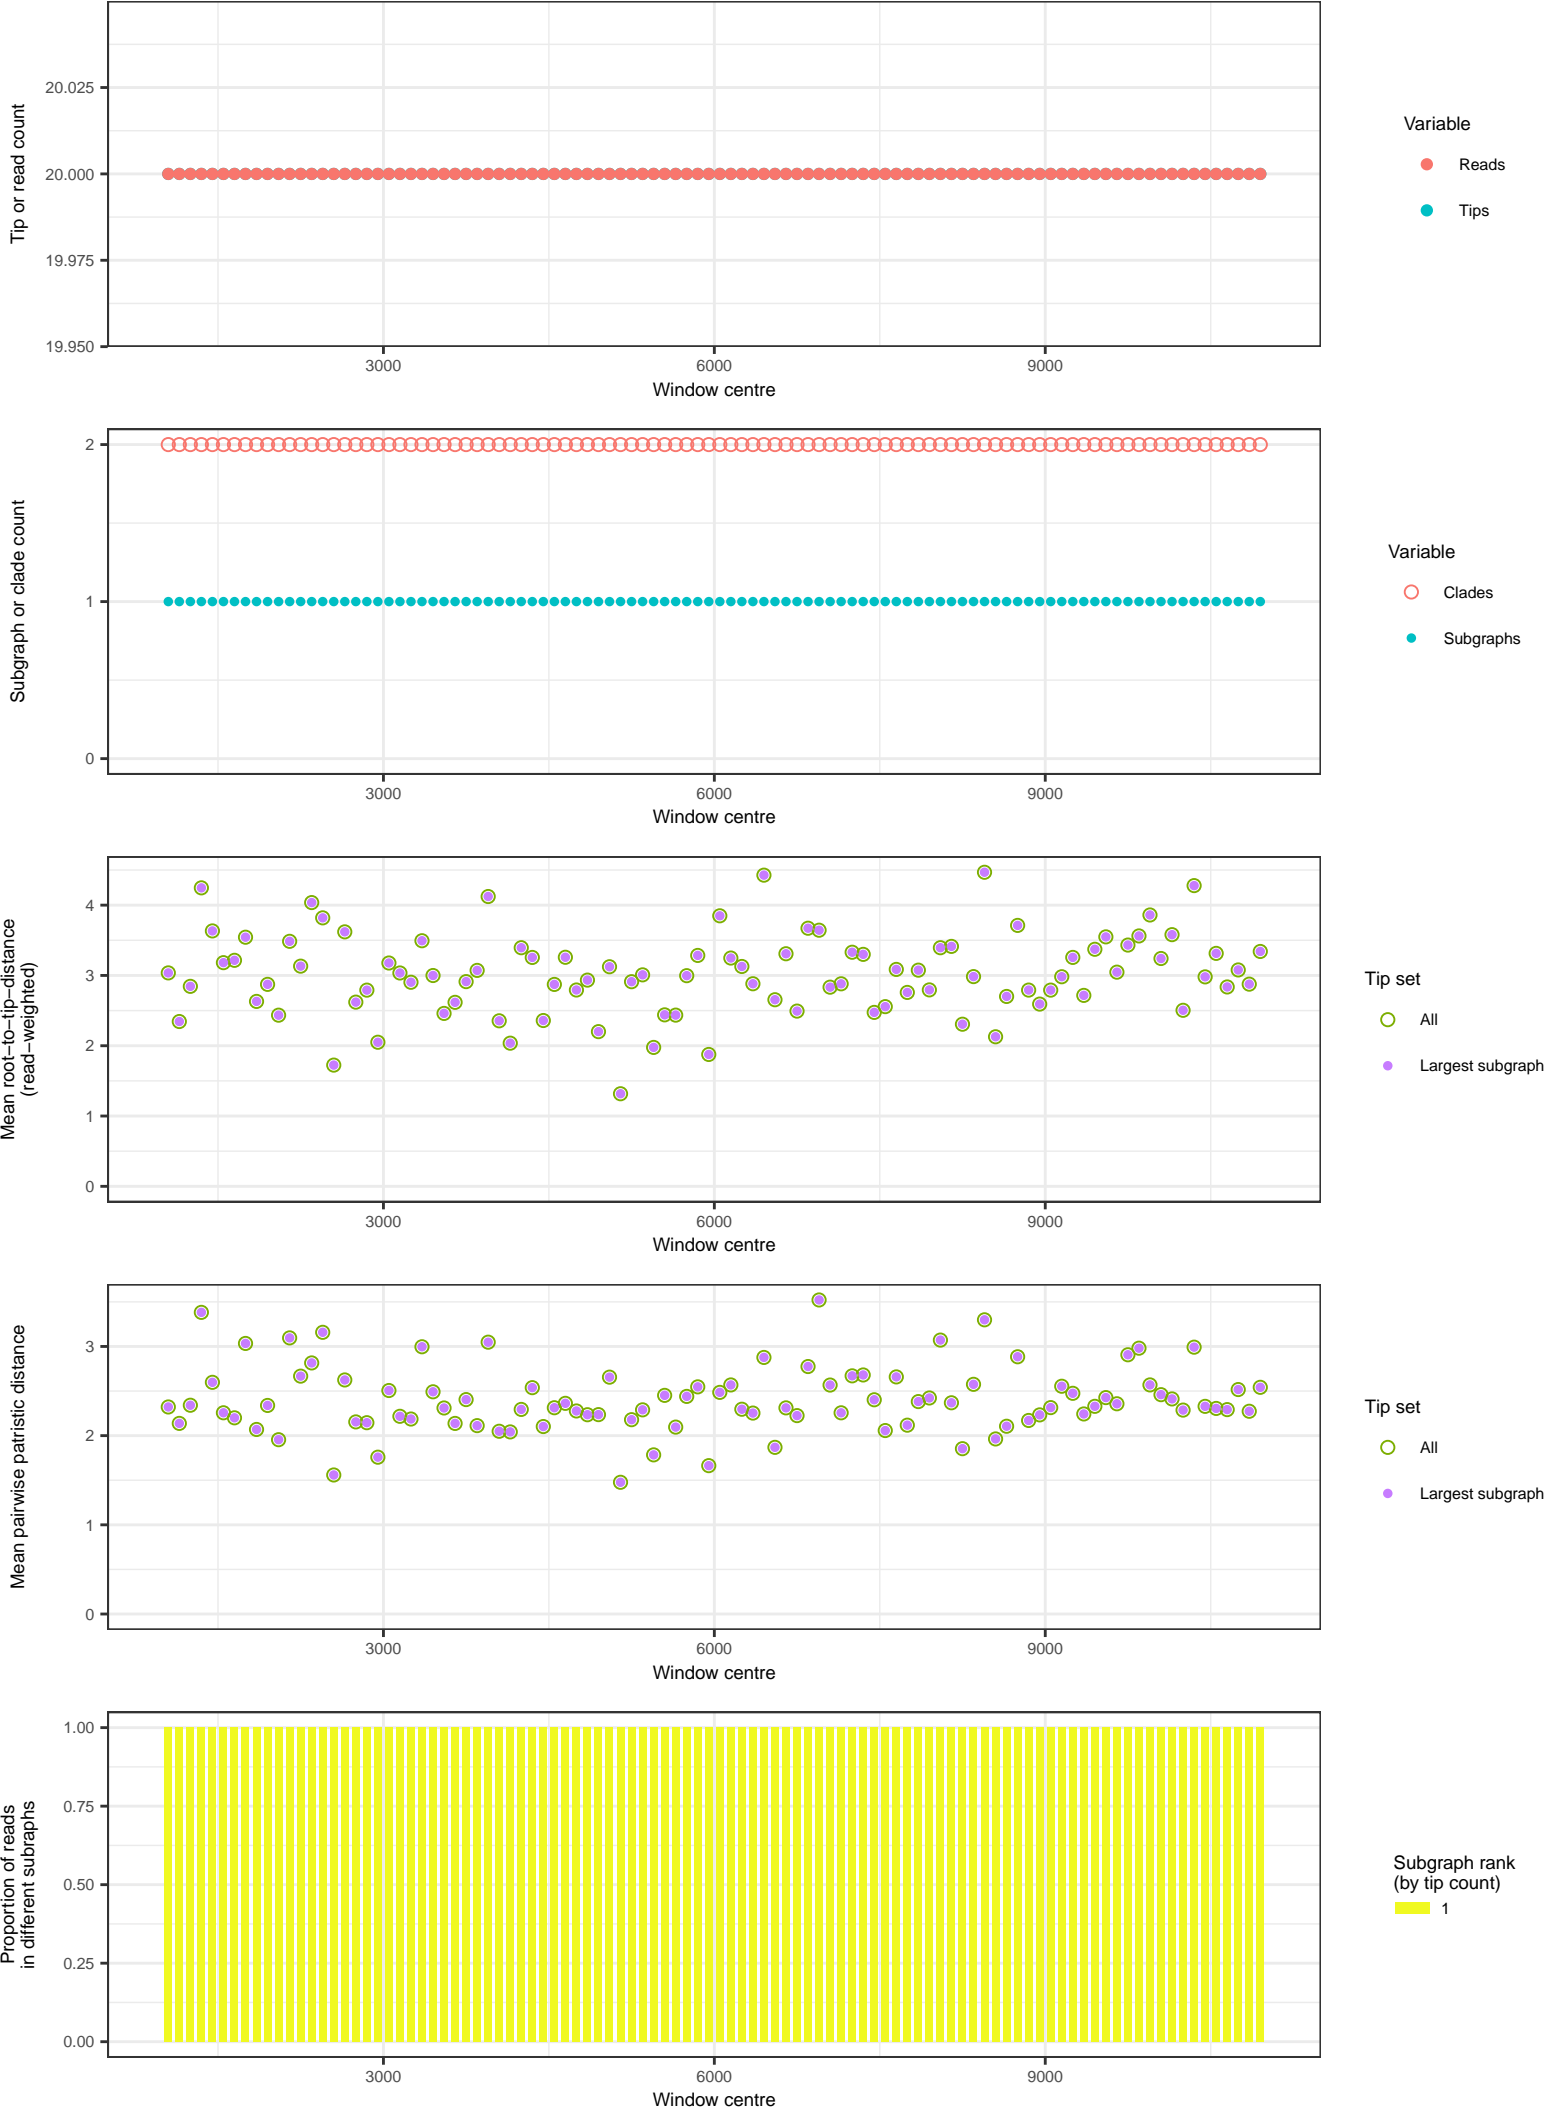 20.025
20.000
19.975
19.950
Tip or read count
3000 6000 9000
Window centre
Variable
Reads
Tips
2
1
0
Subgraph or clade count
3000 6000 9000
Window centre
Variable
Clades
Subgraphs
4
3
2
1
0
Mean root−to−tip−distance
(read−weighted)
3000 6000 9000
Window centre
Tip set
All
Largest subgraph
3
2
1
0
Mean pairwise patristic distance
3000 6000 9000
Window centre
Tip set
All
Largest subgraph
1.00
0.75
0.50
0.25
0.00
Proportion of reads
in different subraphs
3000 6000 9000
Window centre
Subgraph rank
(by tip count)
1